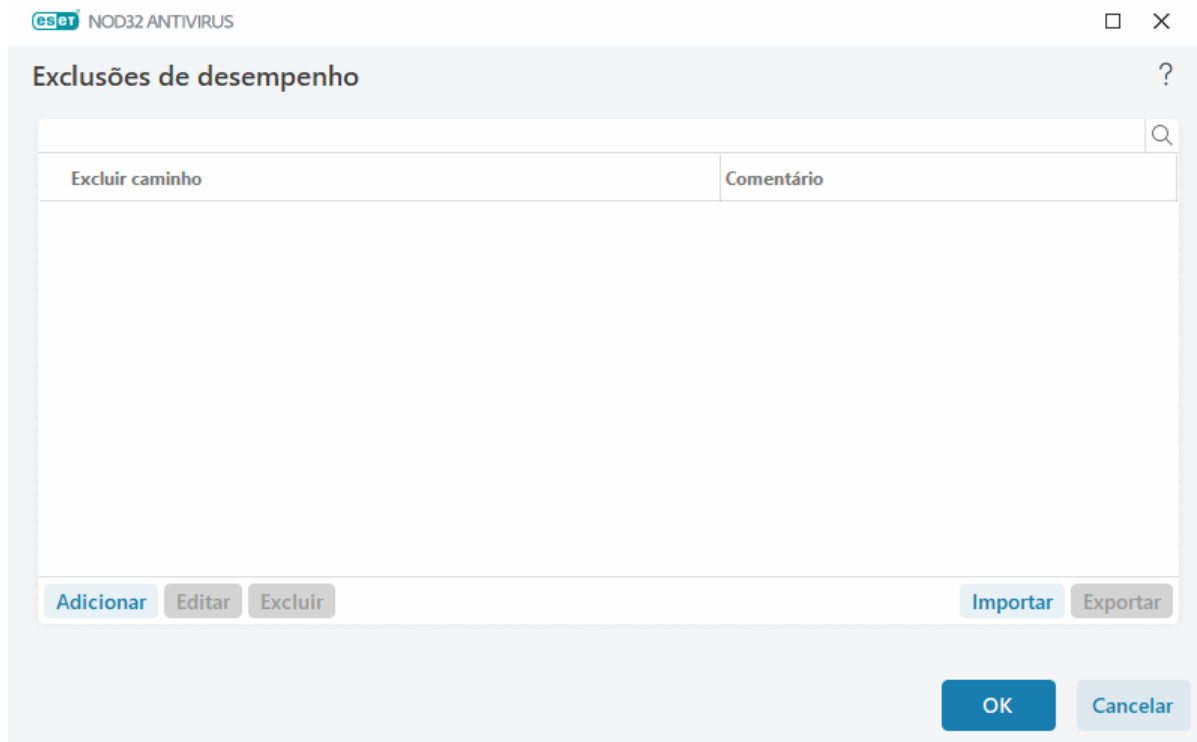 eset NOD32 ANTIVIRUS
Exclusões de desempenho
?
Excluir caminho Comentário
Adicionar Editar Excluir Importar Exportar
OK Cancelar